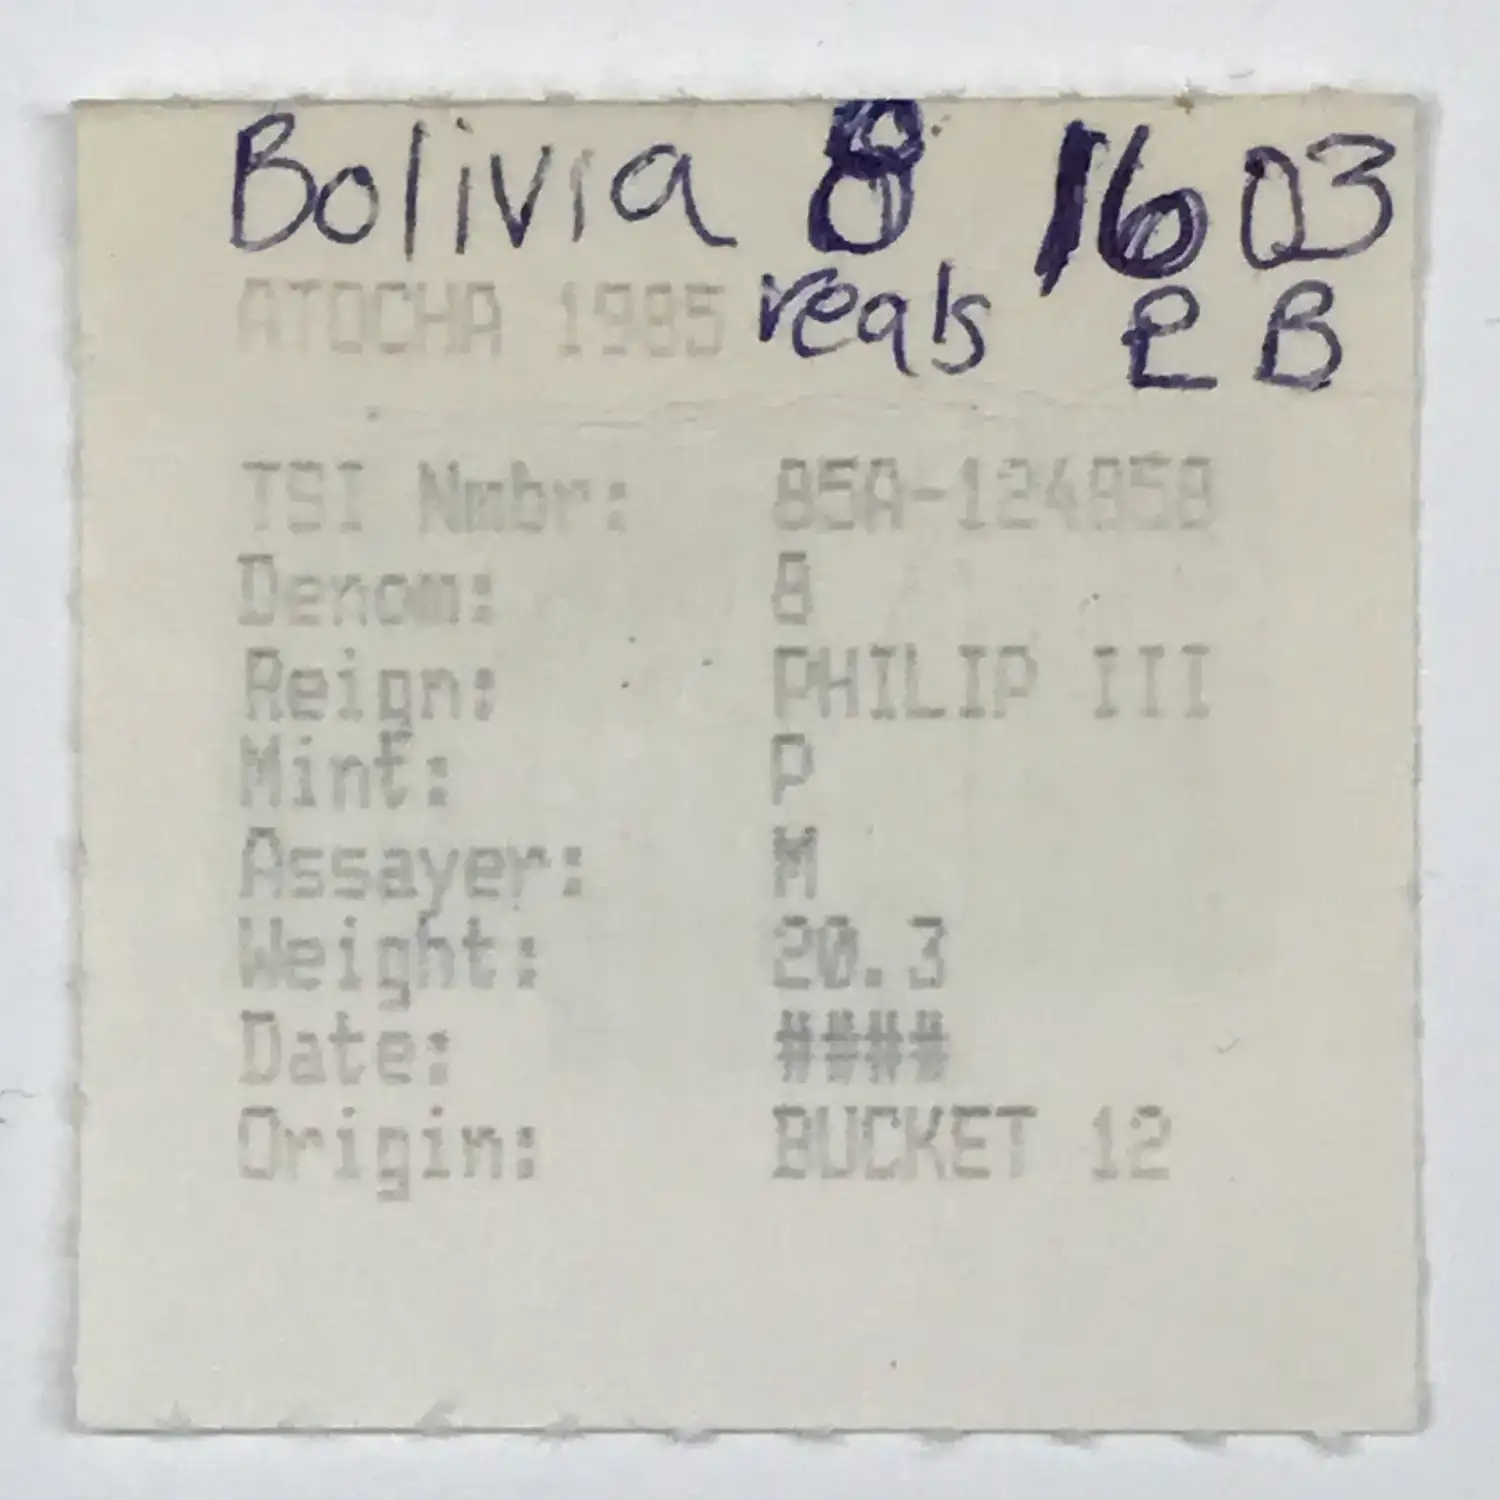 Bolivia 8 1603
ATOCHA 1985 reals P B
TSI Nmbr: 85A-124858
Denom: 8
Reign: PHILIP III
Mint: P
Assayer: M
Weight: 20.3
Date: ####
Origin: BUCKET 12